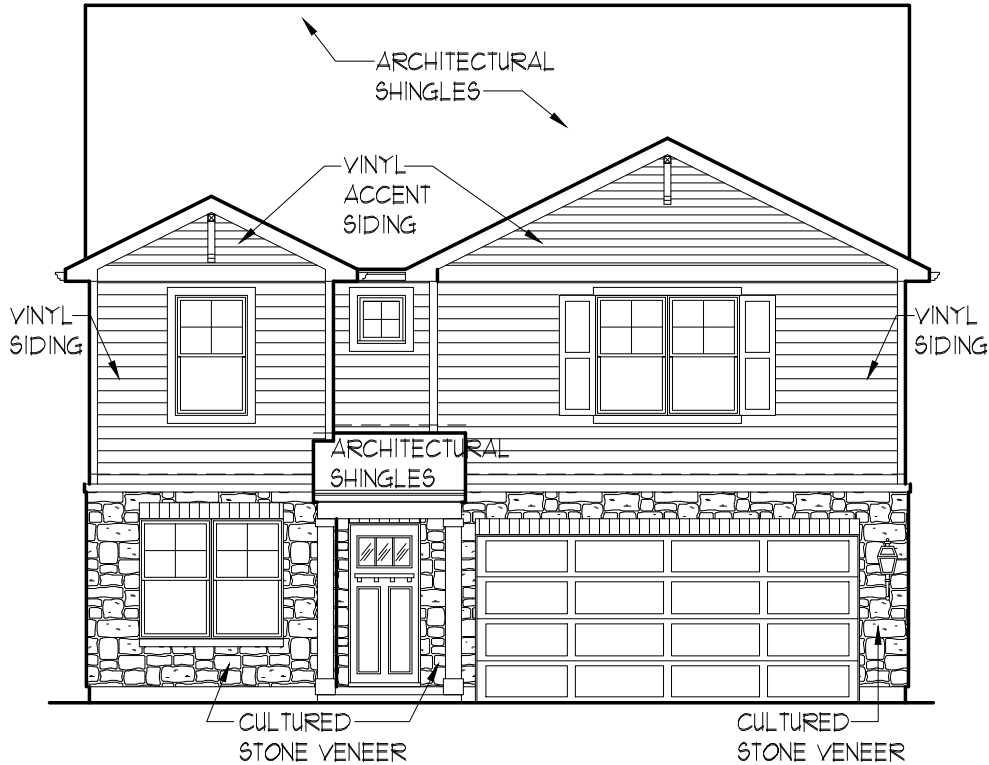 ARCHITECTURAL
SHINGLES
VINYL
ACCENT
SIDING
VINYL
SIDING
VINYL
SIDING
ARCHITECTURAL
SHINGLES
CULTURED
STONE VENEER
CULTURED
STONE VENEER